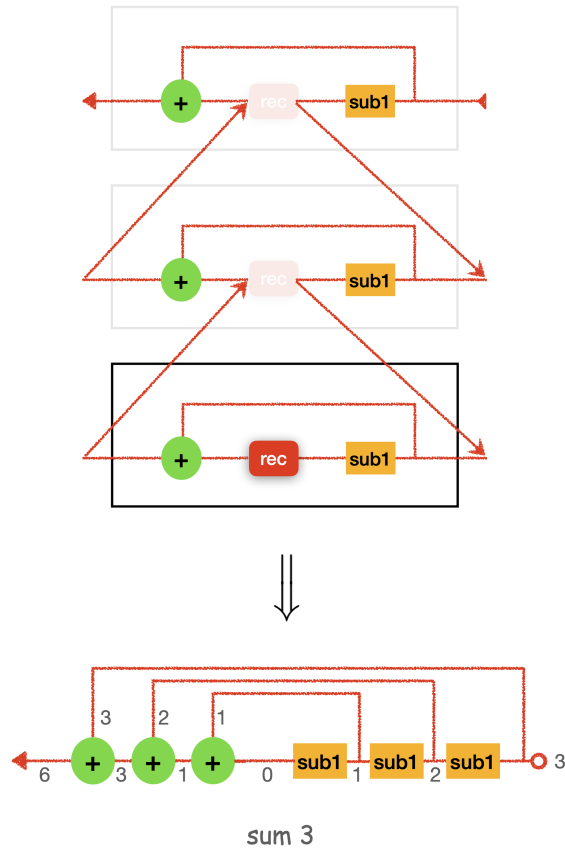 + rec sub1
+ rec sub1
+ rec sub1
3 2 1
+ + + sub1 sub1 sub1 3
6 3 1 0 1 2
sum 3